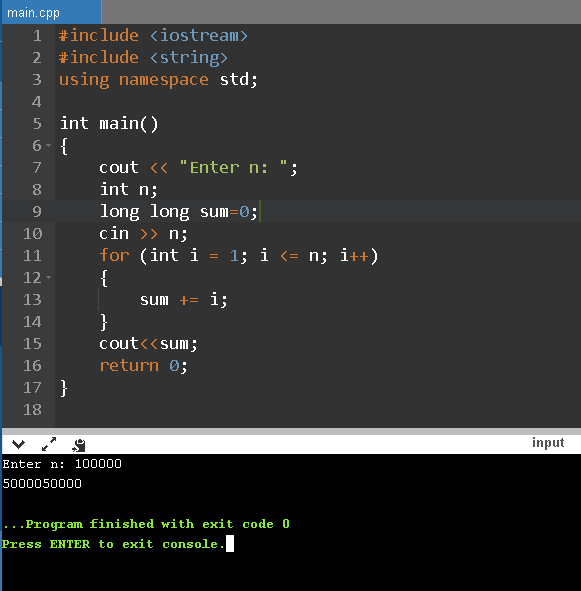 main.cpp
1 #include <iostream>
2 #include <string>
3 using namespace std;
4
5 int main()
6 {
7     cout << "Enter n: ";
8     int n;
9     long long sum=0;
10     cin >> n;
11     for (int i = 1; i <= n; i++)
12     {
13         sum += i;
14     }
15     cout<<sum;
16     return 0;
17 }
18
input
Enter n: 100000
5000050000
...Program finished with exit code 0
Press ENTER to exit console.